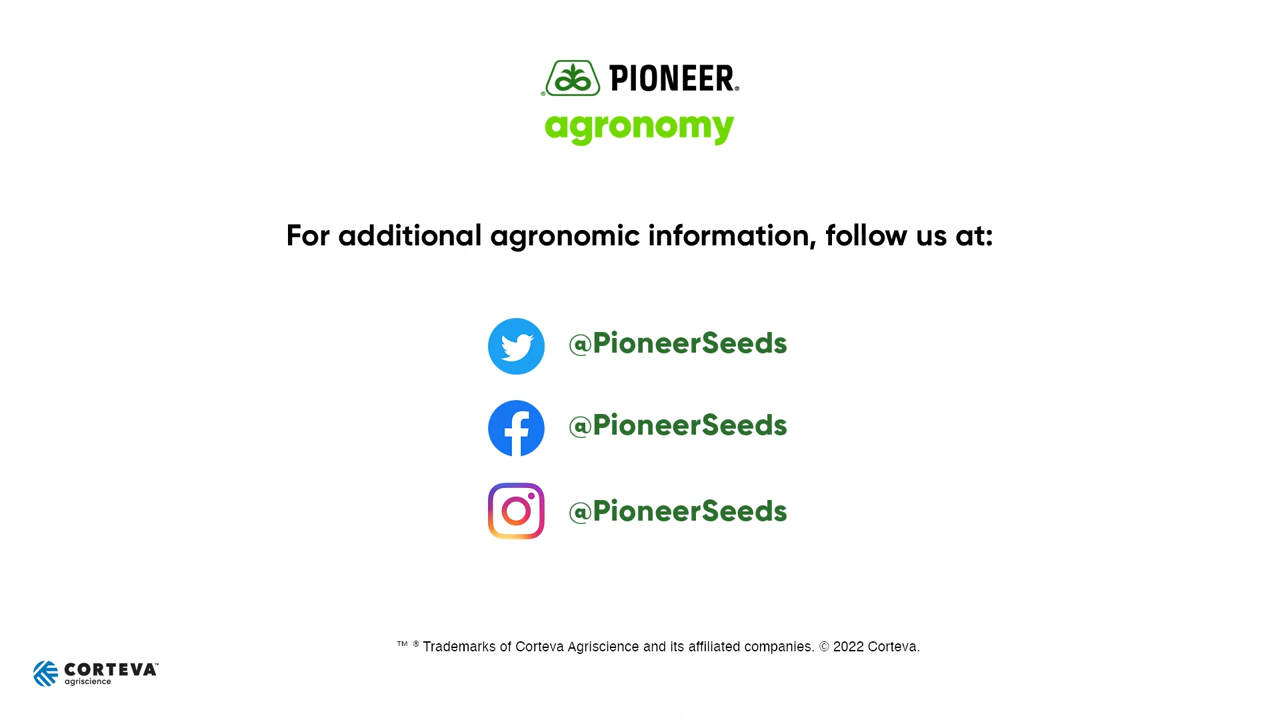 PIONEER®
agronomy
For additional agronomic information, follow us at:
@PioneerSeeds
@PioneerSeeds
@PioneerSeeds
™ ® Trademarks of Corteva Agriscience and its affiliated companies. © 2022 Corteva.
CORTEVA™
agriscience